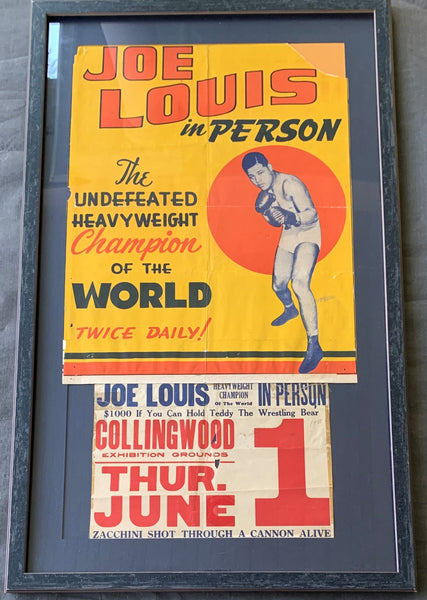 JOE
LOUIS
in PERSON
The
UNDEFEATED
HEAVYWEIGHT
Champion
OF THE
WORLD
TWICE DAILY!
JOE LOUIS HEAVYWEIGHT CHAMPION Of The World IN PERSON
$1000 If You Can Hold Teddy The Wrestling Bear
COLLINGWOOD
EXHIBITION GROUNDS
THUR.
JUNE 1
ZACCHINI SHOT THROUGH A CANNON ALIVE